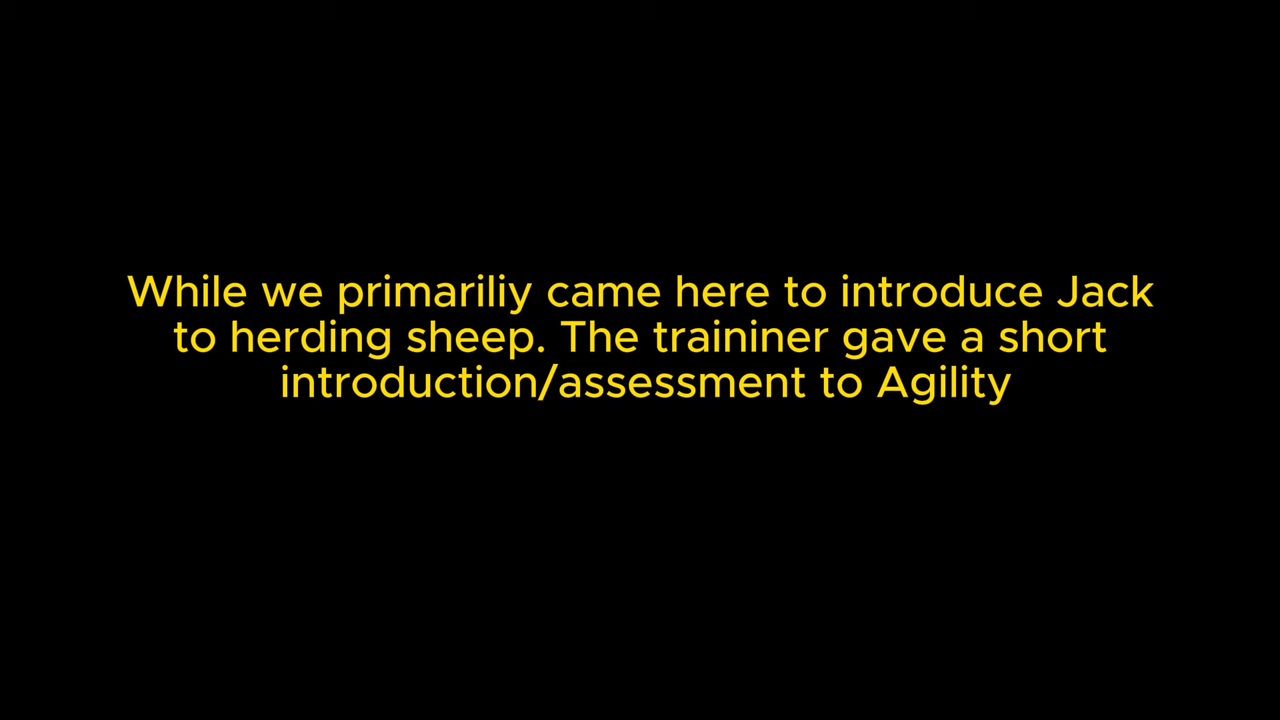 While we primariliy came here to introduce Jack
to herding sheep. The traininer gave a short
introduction/assessment to Agility